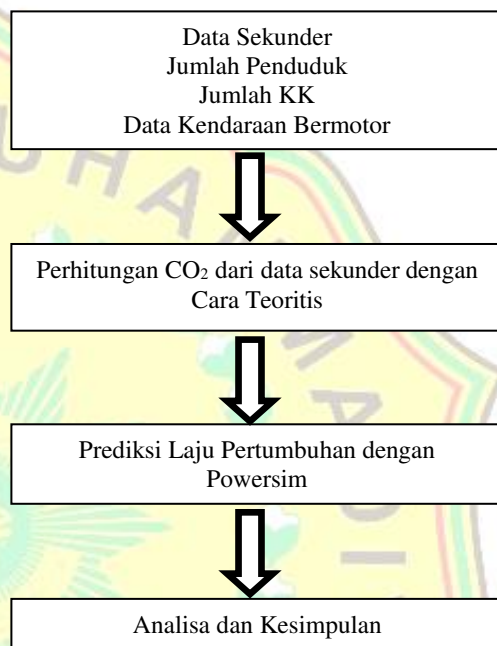 Data Sekunder
Jumlah Penduduk
Jumlah KK
Data Kendaraan Bermotor
Perhitungan CO₂ dari data sekunder dengan
Cara Teoritis
Prediksi Laju Pertumbuhan dengan
Powersim
Analisa dan Kesimpulan